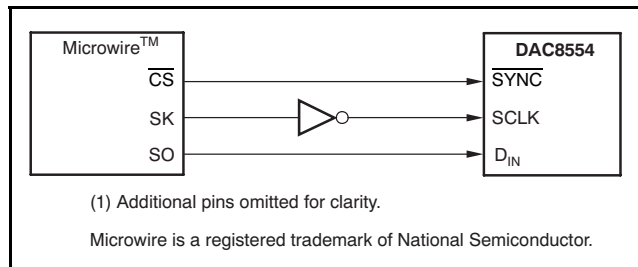 Microwire™
DAC8554
CS
SYNC
SK
SCLK
SO
DIN
(1) Additional pins omitted for clarity.
Microwire is a registered trademark of National Semiconductor.